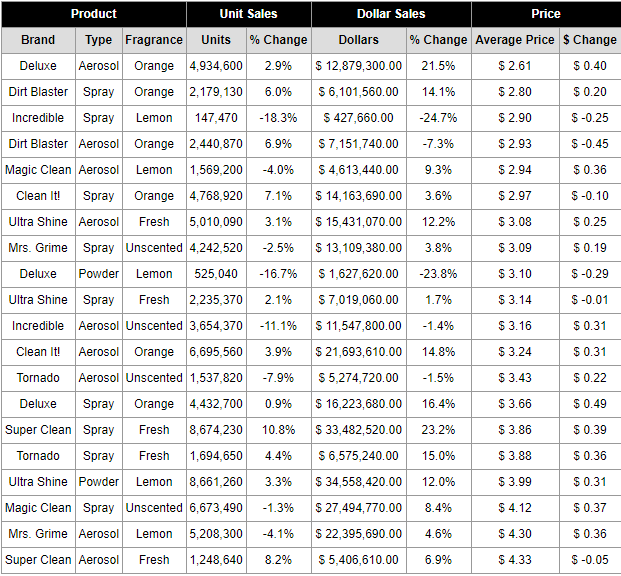 Product Unit Sales Dollar Sales Price
Brand Type Fragrance Units % Change Dollars % Change Average Price $ Change
Deluxe Aerosol Orange 4,934,600 2.9% $ 12,879,300.00 21.5% $ 2.61 $ 0.40
Dirt Blaster Spray Orange 2,179,130 6.0% $ 6,101,560.00 14.1% $ 2.80 $ 0.20
Incredible Spray Lemon 147,470 -18.3% $ 427,660.00 -24.7% $ 2.90 $ -0.25
Dirt Blaster Aerosol Orange 2,440,870 6.9% $ 7,151,740.00 -7.3% $ 2.93 $ -0.45
Magic Clean Aerosol Lemon 1,569,200 -4.0% $ 4,613,440.00 9.3% $ 2.94 $ 0.36
Clean It! Spray Orange 4,768,920 7.1% $ 14,163,690.00 3.6% $ 2.97 $ -0.10
Ultra Shine Aerosol Fresh 5,010,090 3.1% $ 15,431,070.00 12.2% $ 3.08 $ 0.25
Mrs. Grime Spray Unscented 4,242,520 -2.5% $ 13,109,380.00 3.8% $ 3.09 $ 0.19
Deluxe Powder Lemon 525,040 -16.7% $ 1,627,620.00 -23.8% $ 3.10 $ -0.29
Ultra Shine Spray Fresh 2,235,370 2.1% $ 7,019,060.00 1.7% $ 3.14 $ -0.01
Incredible Aerosol Unscented 3,654,370 -11.1% $ 11,547,800.00 -1.4% $ 3.16 $ 0.31
Clean It! Aerosol Orange 6,695,560 3.9% $ 21,693,610.00 14.8% $ 3.24 $ 0.31
Tornado Aerosol Unscented 1,537,820 -7.9% $ 5,274,720.00 -1.5% $ 3.43 $ 0.22
Deluxe Spray Orange 4,432,700 0.9% $ 16,223,680.00 16.4% $ 3.66 $ 0.49
Super Clean Spray Fresh 8,674,230 10.8% $ 33,482,520.00 23.2% $ 3.86 $ 0.39
Tornado Spray Fresh 1,694,650 4.4% $ 6,575,240.00 15.0% $ 3.88 $ 0.36
Ultra Shine Powder Lemon 8,661,260 3.3% $ 34,558,420.00 12.0% $ 3.99 $ 0.31
Magic Clean Spray Unscented 6,673,490 -1.3% $ 27,494,770.00 8.4% $ 4.12 $ 0.37
Mrs. Grime Aerosol Lemon 5,208,300 -4.1% $ 22,395,690.00 4.6% $ 4.30 $ 0.36
Super Clean Aerosol Fresh 1,248,640 8.2% $ 5,406,610.00 6.9% $ 4.33 $ -0.05